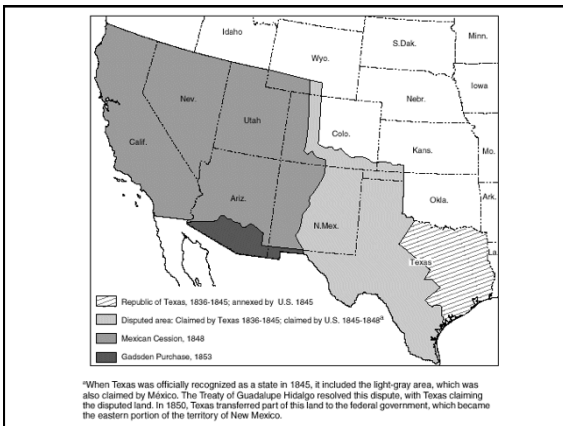 Idaho
Wyo.
S.Dak.
Minn.
Iowa
Nev.
Utah
Nebr.
Calif.
Colo.
Kans.
Mo.
Ariz.
N.Mex.
Okla.
Ark.
Texas
La.
Republic of Texas, 1836-1845; annexed by U.S. 1845
Disputed area: Claimed by Texas 1836-1845; claimed by U.S. 1845-1848ᵃ
Mexican Cession, 1848
Gadsden Purchase, 1853
ᵃWhen Texas was officially recognized as a state in 1845, it included the light-gray area, which was
also claimed by México. The Treaty of Guadalupe Hidalgo resolved this dispute, with Texas claiming
the disputed land. In 1850, Texas transferred part of this land to the federal government, which became
the eastern portion of the territory of New Mexico.